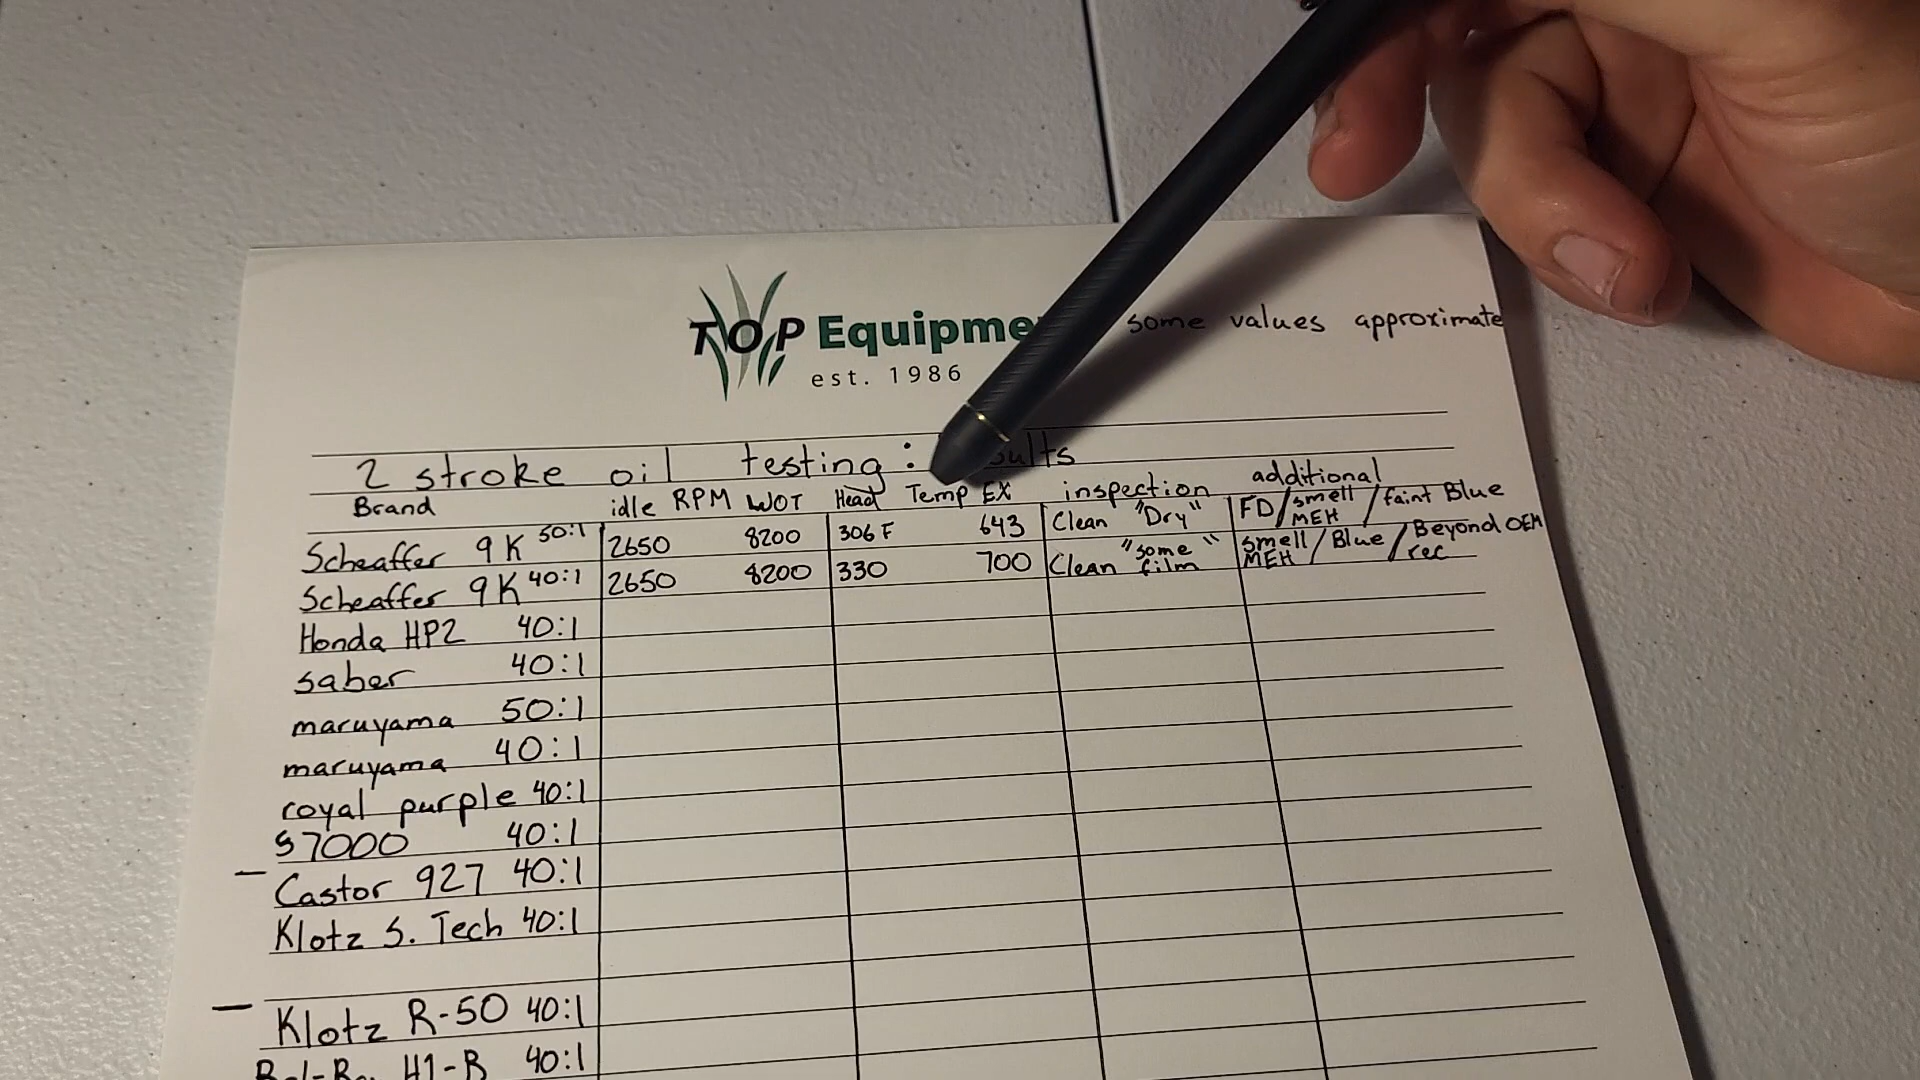 TOP Equipme
est. 1986
some values approximate
2 stroke oil testing:
Brand idle RPM WOT Head Temp EX inspection additional
Scheaffer 9K 50:1 2650 8200 306 F 643 Clean "Dry" FD/smell MEH/faint Blue
Scheaffer 9K 40:1 2650 8200 330 700 Clean "some film" smell MEH/Blue/Beyond OEM rec
Honda HP2 40:1
saber 40:1
maruyama 50:1
maruyama 40:1
royal purple 40:1
S7000 40:1
- Castor 927 40:1
Klotz S. Tech 40:1
- Klotz R-50 40:1
H1-R 40:1